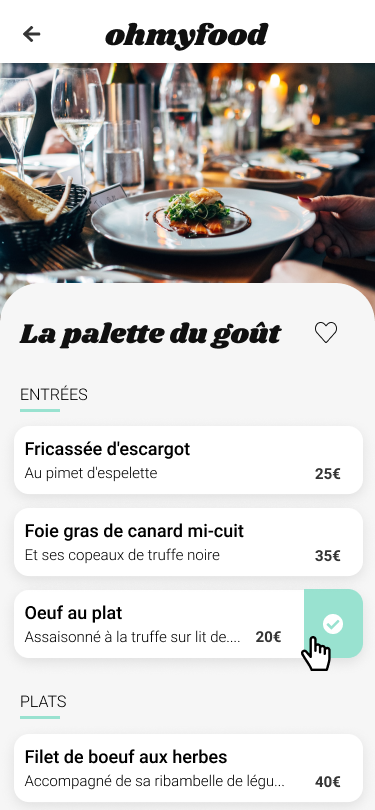 ohmyfood
La palette du goût
ENTRÉES
Fricassée d'escargot
Au pimet d'espelette 25€
Foie gras de canard mi-cuit
Et ses copeaux de truffe noire 35€
Oeuf au plat
Assaisonné à la truffe sur lit de.... 20€
PLATS
Filet de boeuf aux herbes
Accompagné de sa ribambelle de légu... 40€